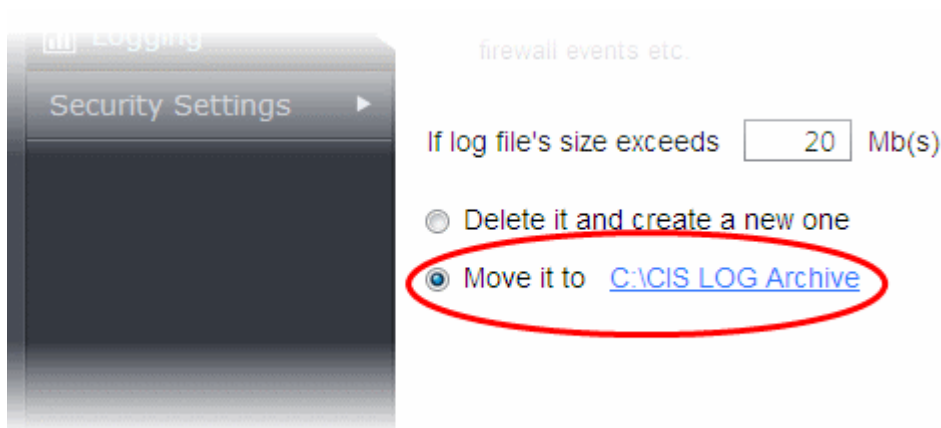 Logging
Security Settings
firewall events etc.
If log file's size exceeds 20 Mb(s)
Delete it and create a new one
Move it to C:\CIS LOG Archive